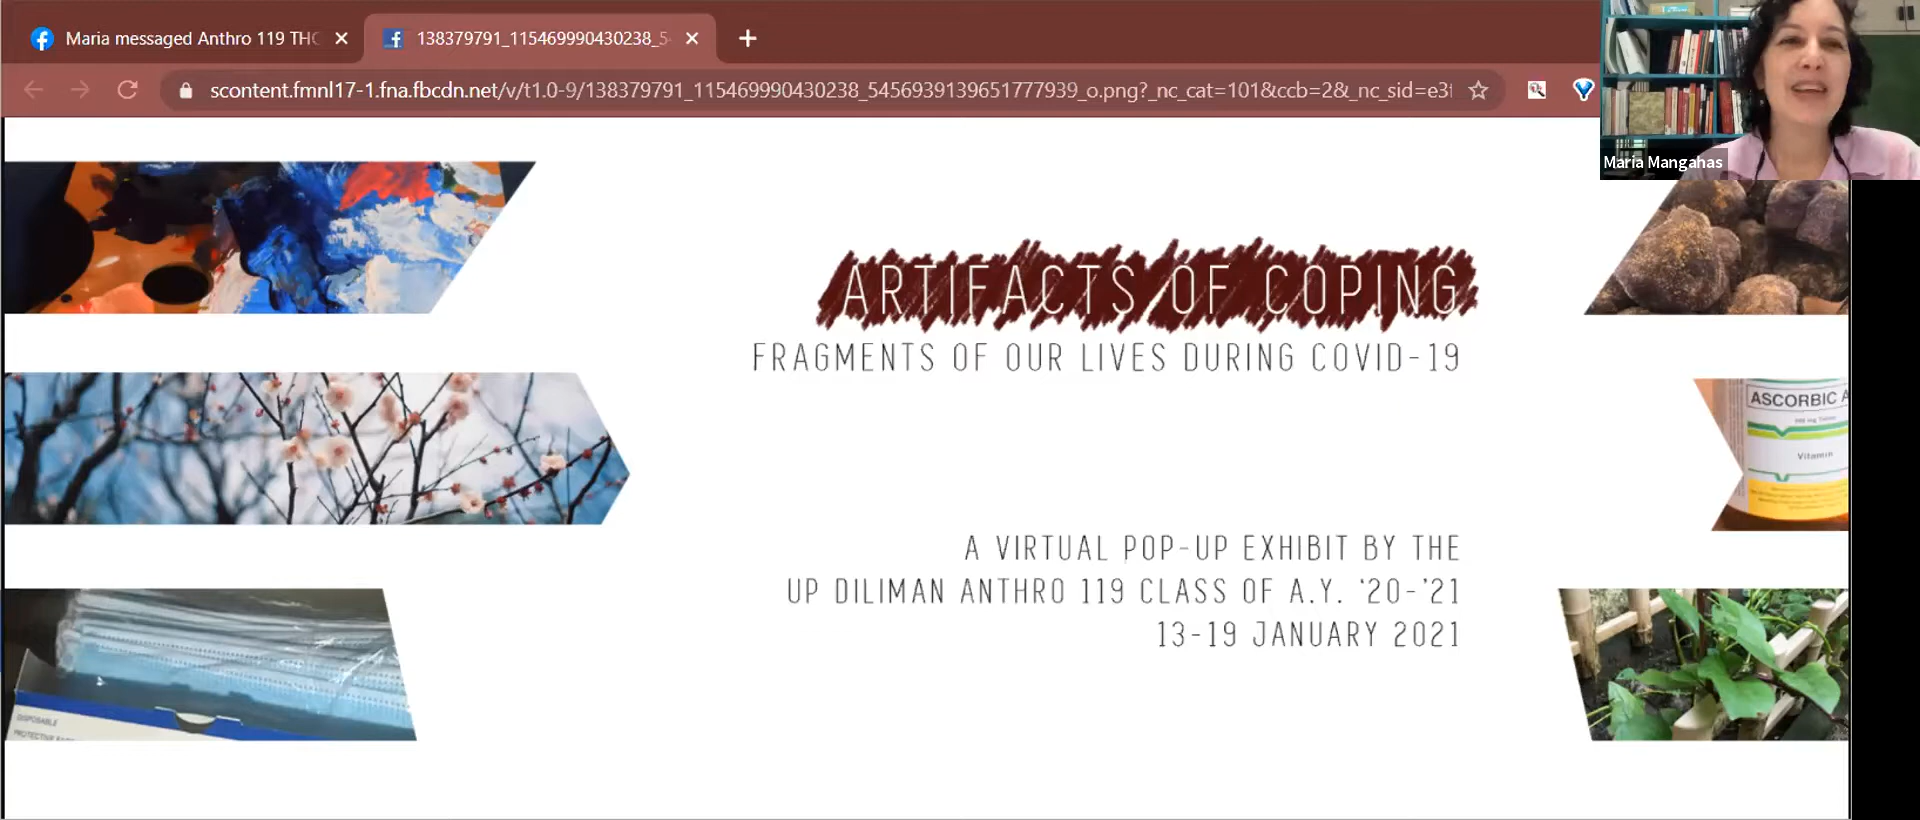 Maria messaged Anthro 119 THC
138379791_115469990430238_5
scontent.fmnl17-1.fna.fbcdn.net/v/t1.0-9/138379791_115469990430238_5456939139651777939_o.png?_nc_cat=101&ccb=2&_nc_sid=e3
Maria Mangahas
ARTIFACTS OF COPING
FRAGMENTS OF OUR LIVES DURING COVID-19
ASCORBIC A
Vitamin
A VIRTUAL POP-UP EXHIBIT BY THE
UP DILIMAN ANTHRO 119 CLASS OF A.Y. '20-'21
13-19 JANUARY 2021
DISPOSABLE